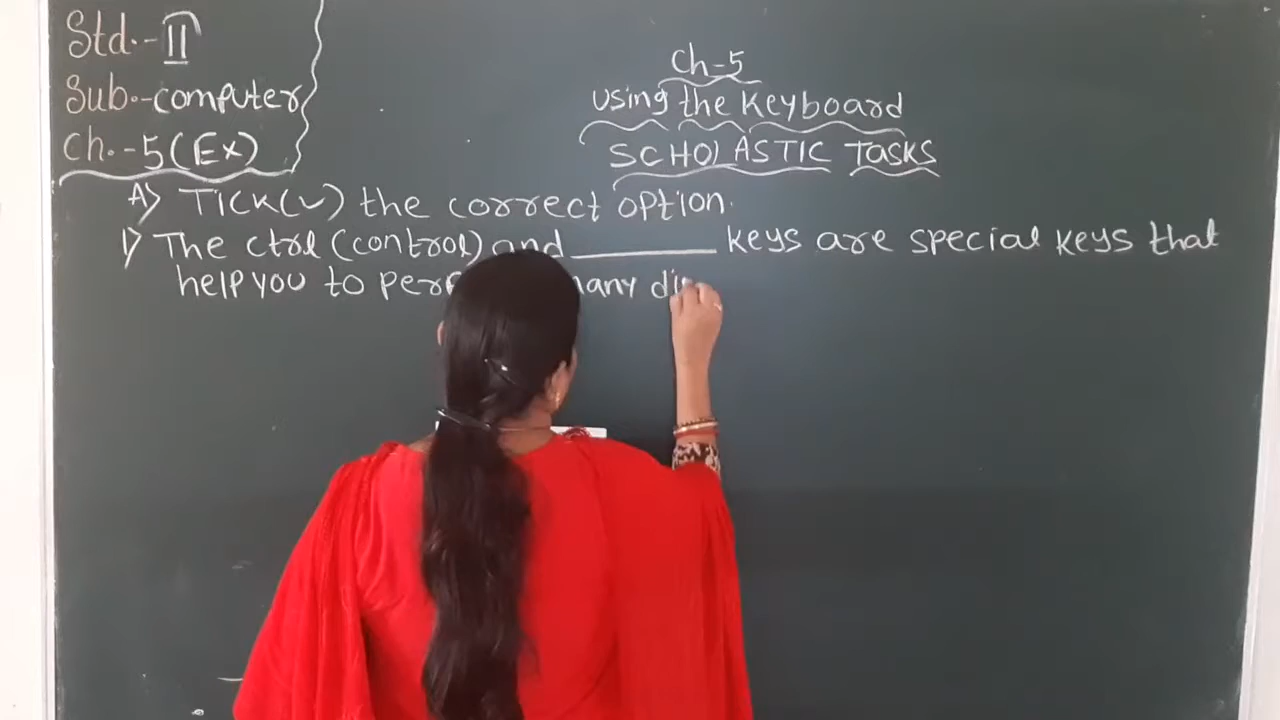 Std.-II
Sub.-computer
Ch.-5(Ex)
Ch-5
using the Keyboard
SCHOLASTIC TASKS
A) TICK(✓) the correct option.
1) The ctrl (control) and ________ keys are special keys that
help you to many